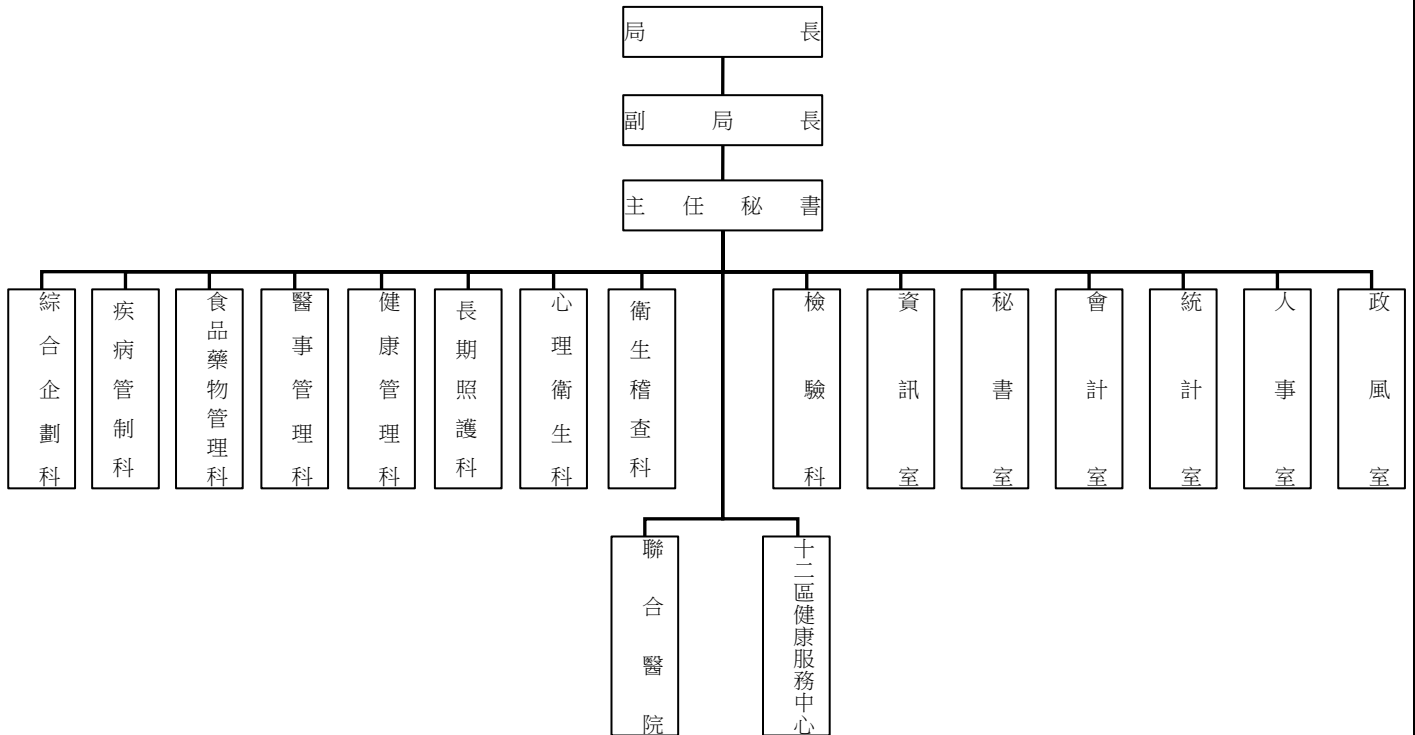 局長
副局長
主任秘書
綜合企劃科
疾病管制科
食品藥物管理科
醫事管理科
健康管理科
長期照護科
心理衛生科
衛生稽查科
檢驗科
資訊室
秘書室
會計室
統計室
人事室
政風室
聯合醫院
十二區健康服務中心